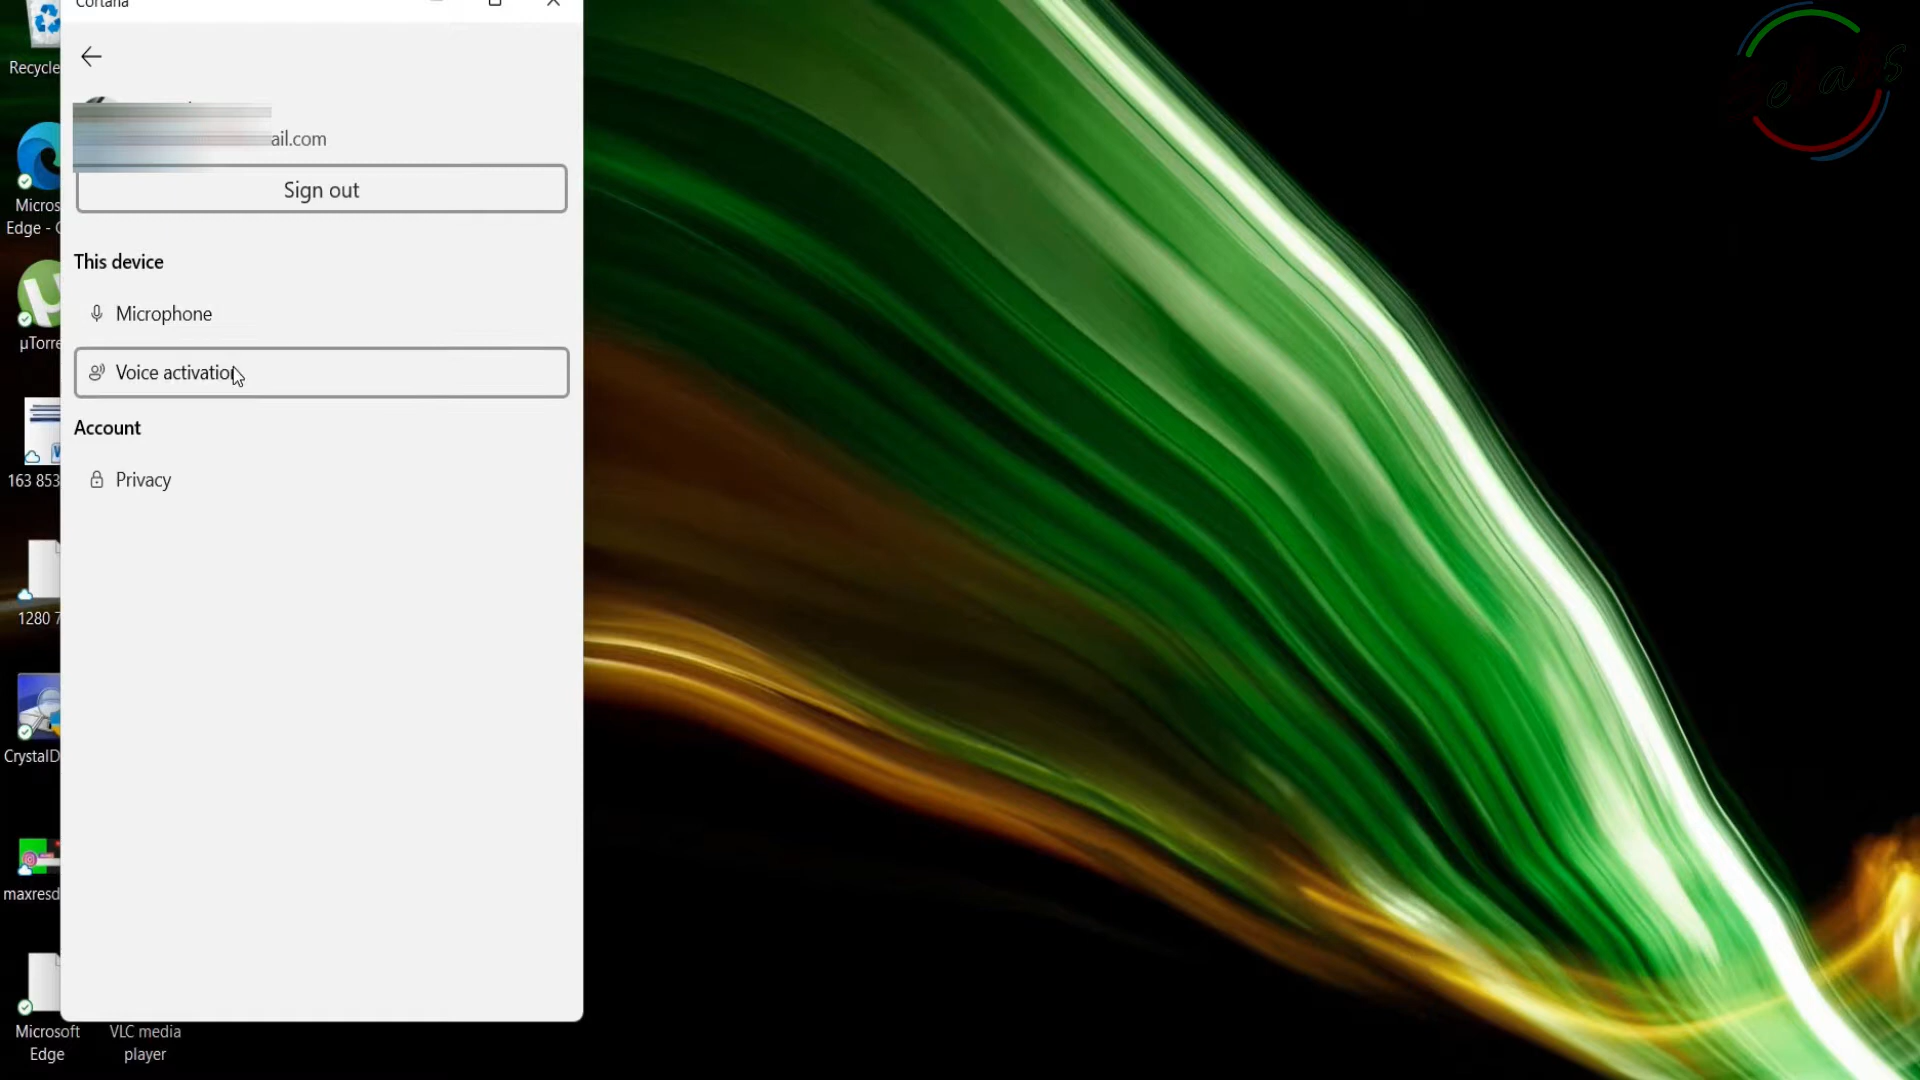 Cortana
Recycle
ail.com
Sign out
Micros
Edge - C
This device
Microphone
µTorre
Voice activation
Account
163 853
Privacy
1280 7
CrystalD
maxresd
Microsoft
Edge
VLC media
player